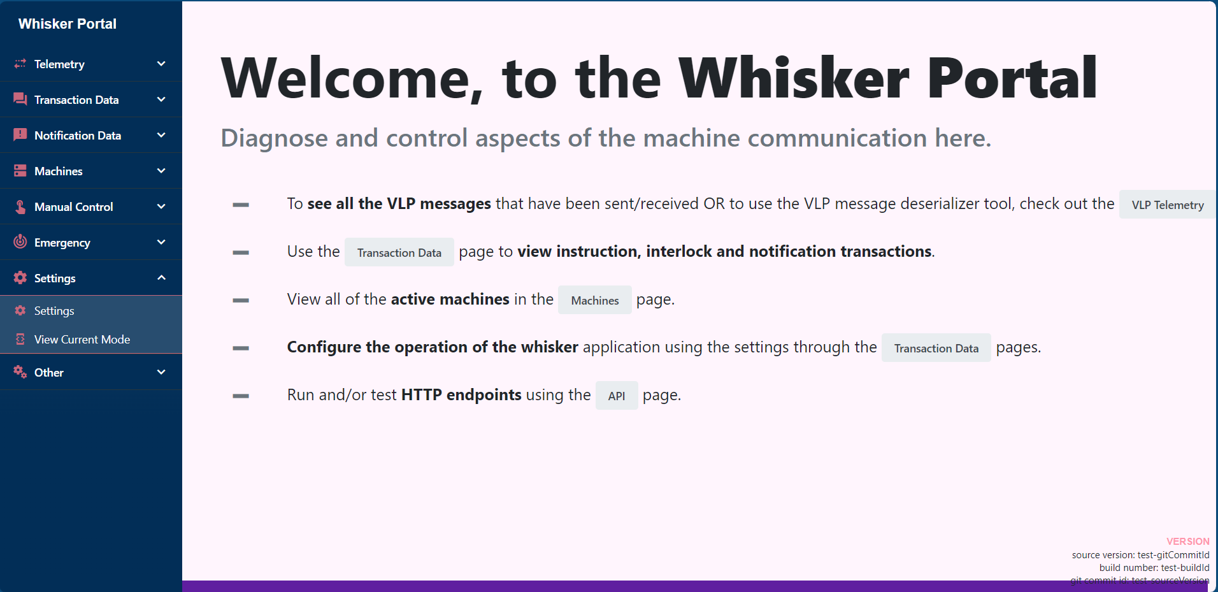 Whisker Portal
Telemetry
Transaction Data
Notification Data
Machines
Manual Control
Emergency
Settings
Settings
View Current Mode
Other
Welcome, to the Whisker Portal
Diagnose and control aspects of the machine communication here.
To see all the VLP messages that have been sent/received OR to use the VLP message deserializer tool, check out the VLP Telemetry
Use the Transaction Data page to view instruction, interlock and notification transactions.
View all of the active machines in the Machines page.
Configure the operation of the whisker application using the settings through the Transaction Data pages.
Run and/or test HTTP endpoints using the API page.
VERSION
source version: test-gitCommitId
build number: test-buildId
git commit id: test-sourceVersion